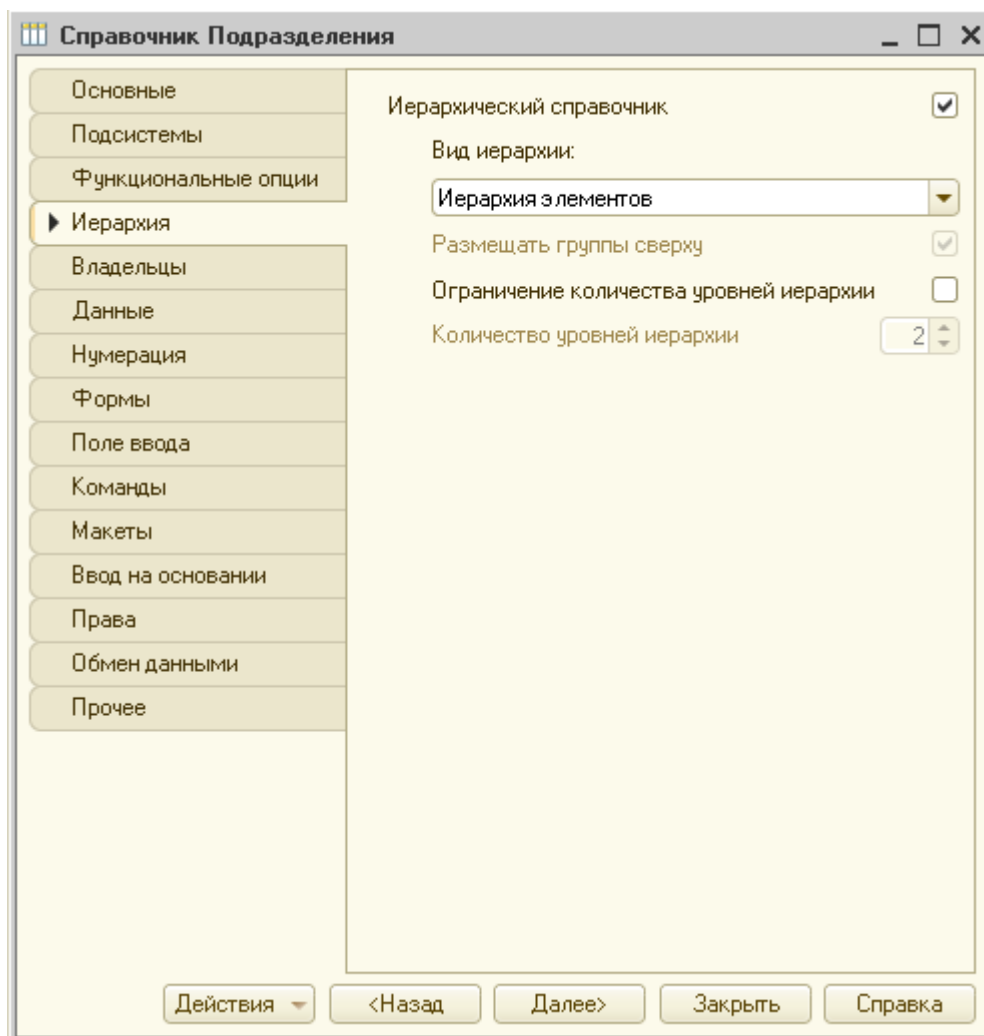 Справочник Подразделения
Основные
Подсистемы
Функциональные опции
Иерархия
Владельцы
Данные
Нумерация
Формы
Поле ввода
Команды
Макеты
Ввод на основании
Права
Обмен данными
Прочее
Иерархический справочник
Вид иерархии:
Иерархия элементов
Размещать группы сверху
Ограничение количества уровней иерархии
Количество уровней иерархии 2
Действия <Назад Далее> Закрыть Справка